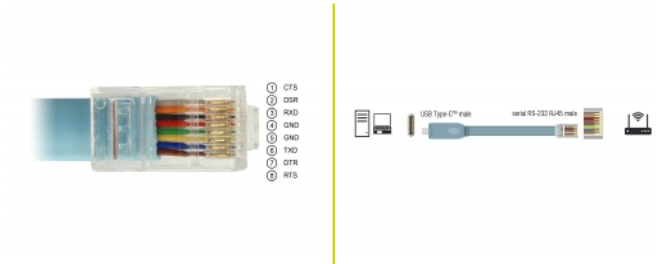 1 CTS
2 DSR
3 RXD
4 GND
5 GND
6 TXD
7 DTR
8 RTS
USB Type-C™ male
serial RS-232 RJ45 male